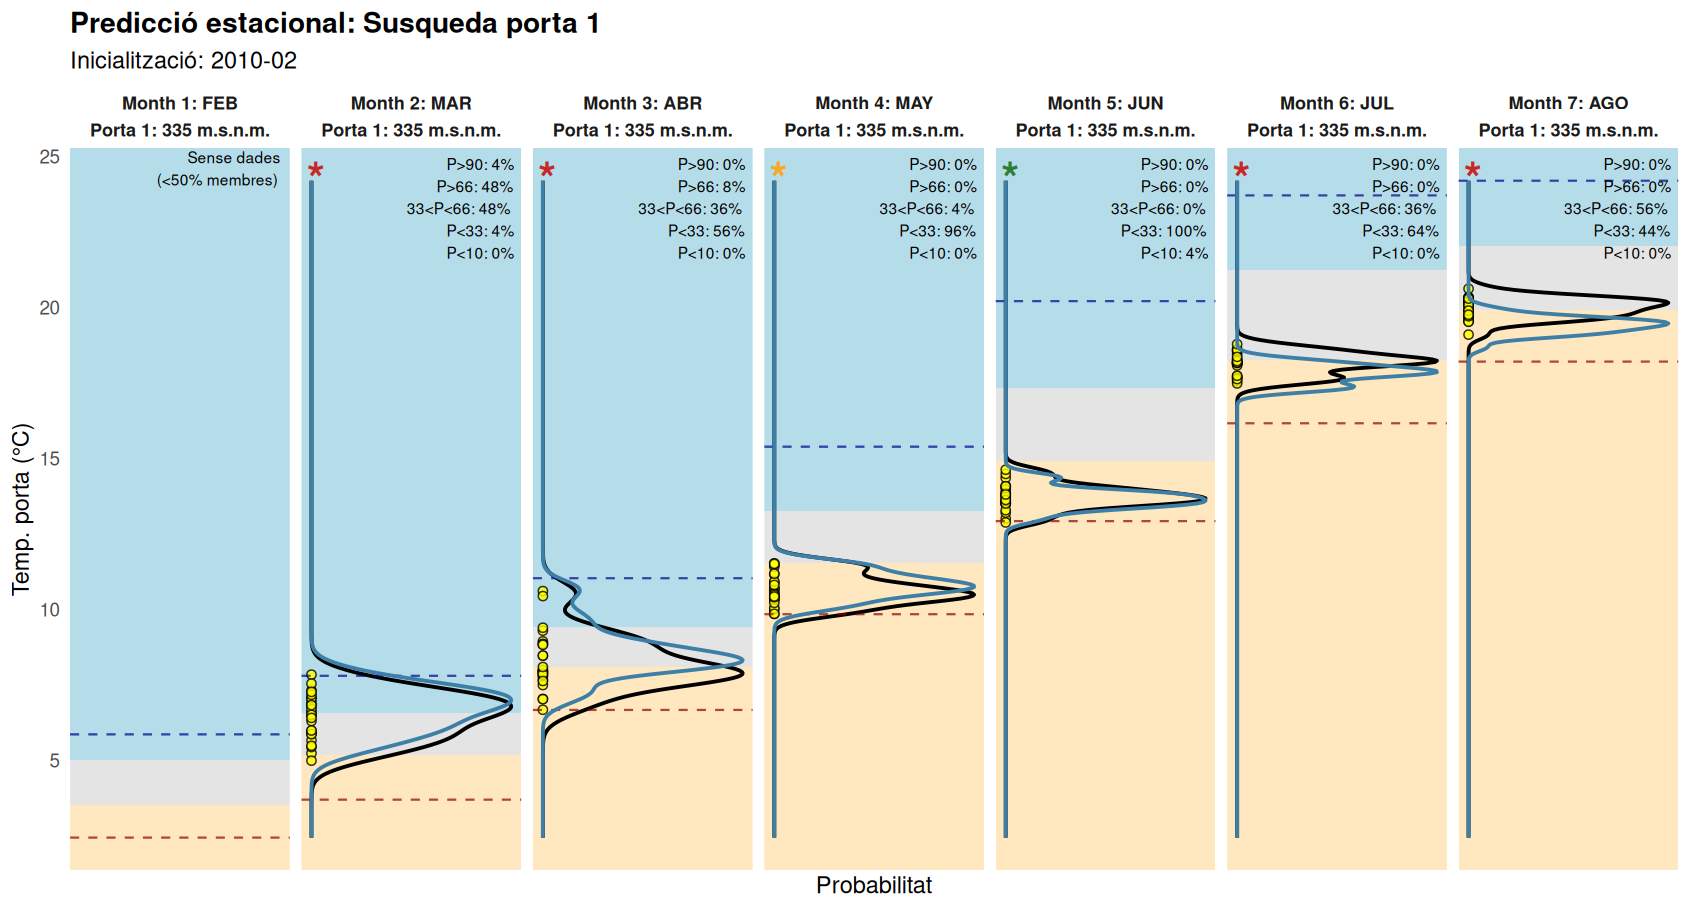 Predicció estacional: Susqueda porta 1
Inicialització: 2010-02
Month 1: FEB
Porta 1: 335 m.s.n.m.
Month 2: MAR
Porta 1: 335 m.s.n.m.
Month 3: ABR
Porta 1: 335 m.s.n.m.
Month 4: MAY
Porta 1: 335 m.s.n.m.
Month 5: JUN
Porta 1: 335 m.s.n.m.
Month 6: JUL
Porta 1: 335 m.s.n.m.
Month 7: AGO
Porta 1: 335 m.s.n.m.
Temp. porta (°C)
25
20
15
10
5
Sense dades
(<50% membres)
*
P>90: 4%
P>66: 48%
33<P<66: 48%
P<33: 4%
P<10: 0%
*
P>90: 0%
P>66: 8%
33<P<66: 36%
P<33: 56%
P<10: 0%
*
P>90: 0%
P>66: 0%
33<P<66: 4%
P<33: 96%
P<10: 0%
*
P>90: 0%
P>66: 0%
33<P<66: 0%
P<33: 100%
P<10: 4%
*
P>90: 0%
P>66: 0%
33<P<66: 36%
P<33: 64%
P<10: 0%
*
P>90: 0%
P>66: 0%
33<P<66: 56%
P<33: 44%
P<10: 0%
Probabilitat